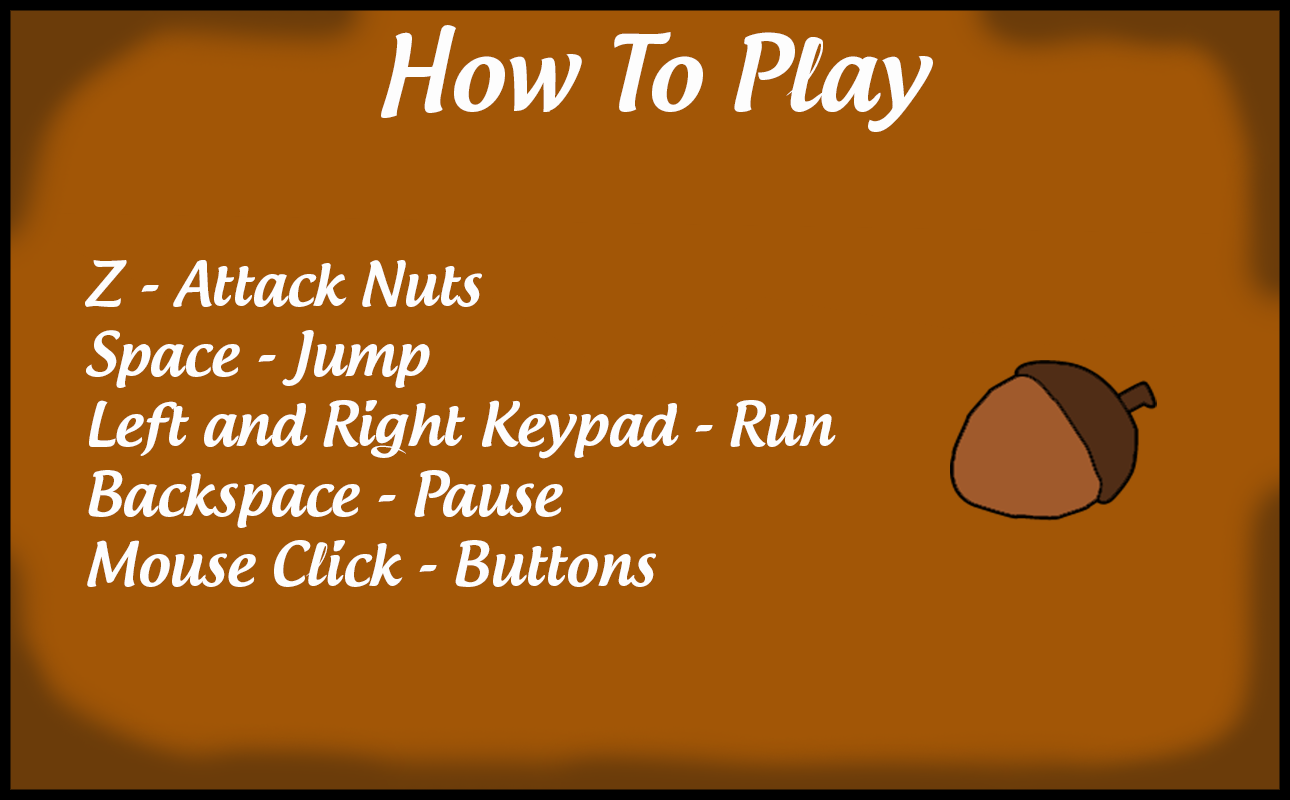 How To Play
Z - Attack Nuts
Space - Jump
Left and Right Keypad - Run
Backspace - Pause
Mouse Click - Buttons